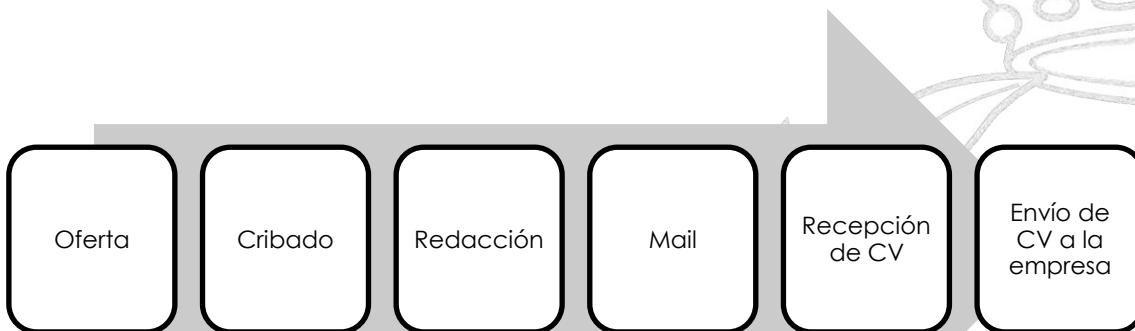 Oferta
Cribado
Redacción
Mail
Recepción
de CV
Envío de
CV a la
empresa